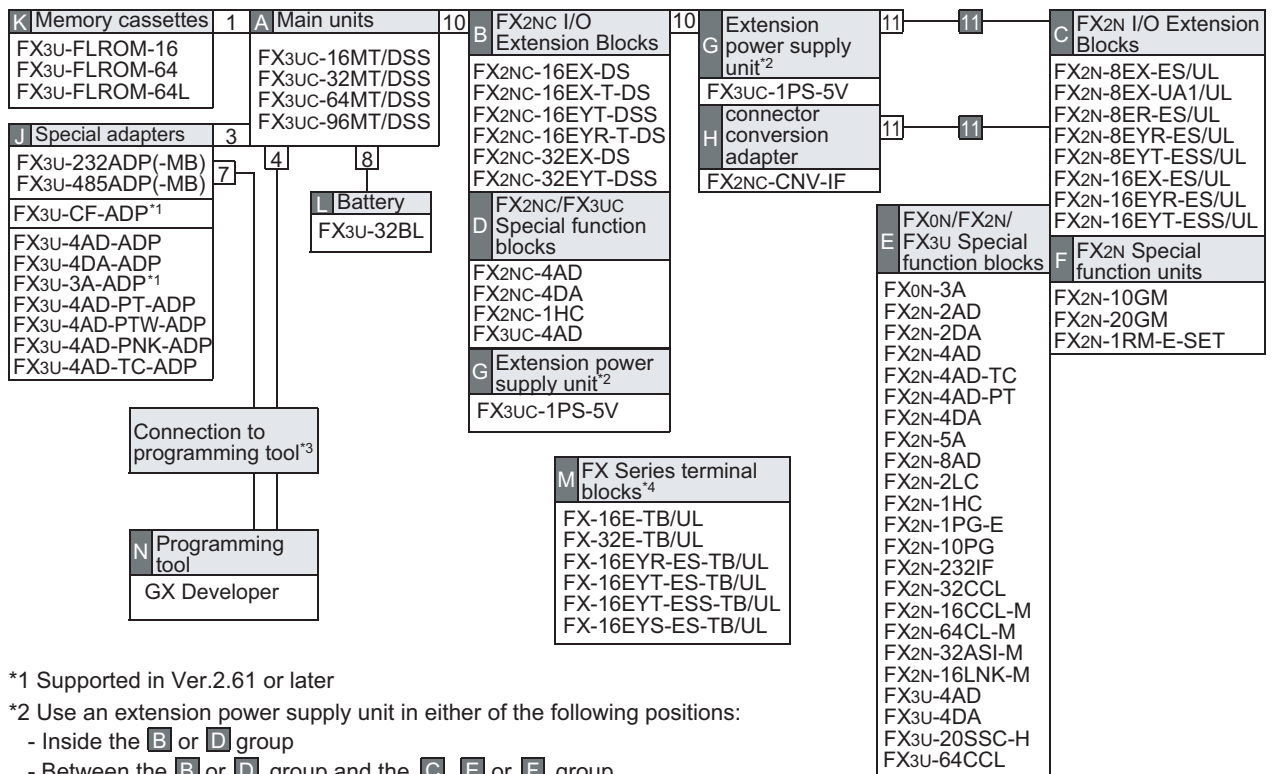 K Memory cassettes
FX3U-FLROM-16
FX3U-FLROM-64
FX3U-FLROM-64L
1
A Main units
FX3UC-16MT/DSS
FX3UC-32MT/DSS
FX3UC-64MT/DSS
FX3UC-96MT/DSS
10
B FX2NC I/O
Extension Blocks
FX2NC-16EX-DS
FX2NC-16EX-T-DS
FX2NC-16EYT-DSS
FX2NC-16EYR-T-DS
FX2NC-32EX-DS
FX2NC-32EYT-DSS
D FX2NC/FX3UC
Special function
blocks
FX2NC-4AD
FX2NC-4DA
FX2NC-1HC
FX3UC-4AD
G Extension power
supply unit*2
FX3UC-1PS-5V
10
G Extension
power supply
unit*2
FX3UC-1PS-5V
H connector
conversion
adapter
FX2NC-CNV-IF
11
11
11
11
C FX2N I/O Extension
Blocks
FX2N-8EX-ES/UL
FX2N-8EX-UA1/UL
FX2N-8ER-ES/UL
FX2N-8EYR-ES/UL
FX2N-8EYT-ESS/UL
FX2N-16EX-ES/UL
FX2N-16EYR-ES/UL
FX2N-16EYT-ESS/UL
F FX2N Special
function units
FX2N-10GM
FX2N-20GM
FX2N-1RM-E-SET
E FX0N/FX2N/
FX3U Special
function blocks
FX0N-3A
FX2N-2AD
FX2N-2DA
FX2N-4AD
FX2N-4AD-TC
FX2N-4AD-PT
FX2N-4DA
FX2N-5A
FX2N-8AD
FX2N-2LC
FX2N-1HC
FX2N-1PG-E
FX2N-10PG
FX2N-232IF
FX2N-32CCL
FX2N-16CCL-M
FX2N-64CL-M
FX2N-32ASI-M
FX2N-16LNK-M
FX3U-4AD
FX3U-4DA
FX3U-20SSC-H
FX3U-64CCL
J Special adapters
3
FX3U-232ADP(-MB)
FX3U-485ADP(-MB)
7
FX3U-CF-ADP*1
FX3U-4AD-ADP
FX3U-4DA-ADP
FX3U-3A-ADP*1
FX3U-4AD-PT-ADP
FX3U-4AD-PTW-ADP
FX3U-4AD-PNK-ADP
FX3U-4AD-TC-ADP
4
8
L Battery
FX3U-32BL
Connection to
programming tool*3
N Programming
tool
GX Developer
M FX Series terminal
blocks*4
FX-16E-TB/UL
FX-32E-TB/UL
FX-16EYR-ES-TB/UL
FX-16EYT-ES-TB/UL
FX-16EYT-ESS-TB/UL
FX-16EYS-ES-TB/UL
*1 Supported in Ver.2.61 or later
*2 Use an extension power supply unit in either of the following positions:
- Inside the B or D group
- Between the B or D group and the C, E or F group